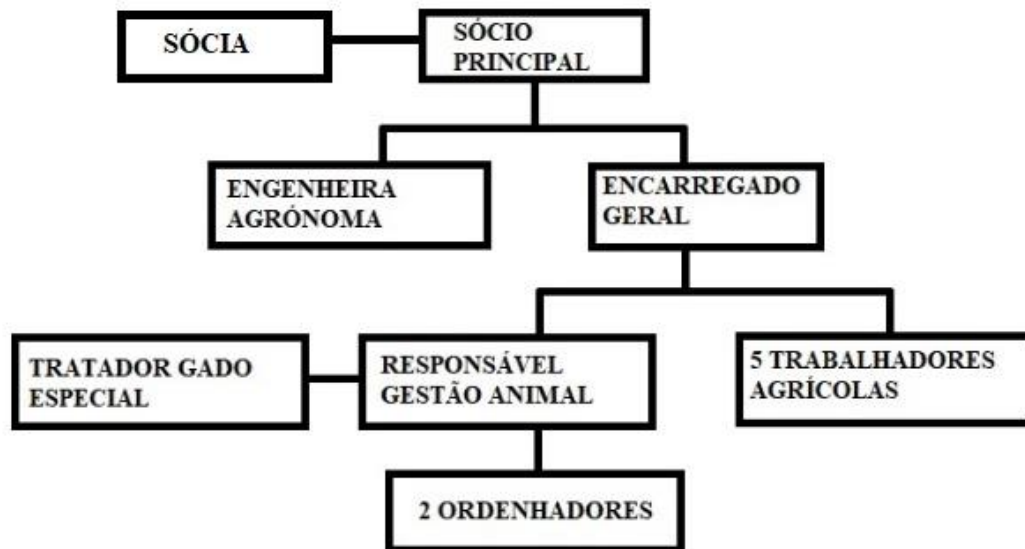 SÓCIA
SÓCIO
PRINCIPAL
ENGENHEIRA
AGRÓNOMA
ENCARREGADO
GERAL
TRATADOR GADO
ESPECIAL
RESPONSÁVEL
GESTÃO ANIMAL
5 TRABALHADORES
AGRÍCOLAS
2 ORDENHADORES